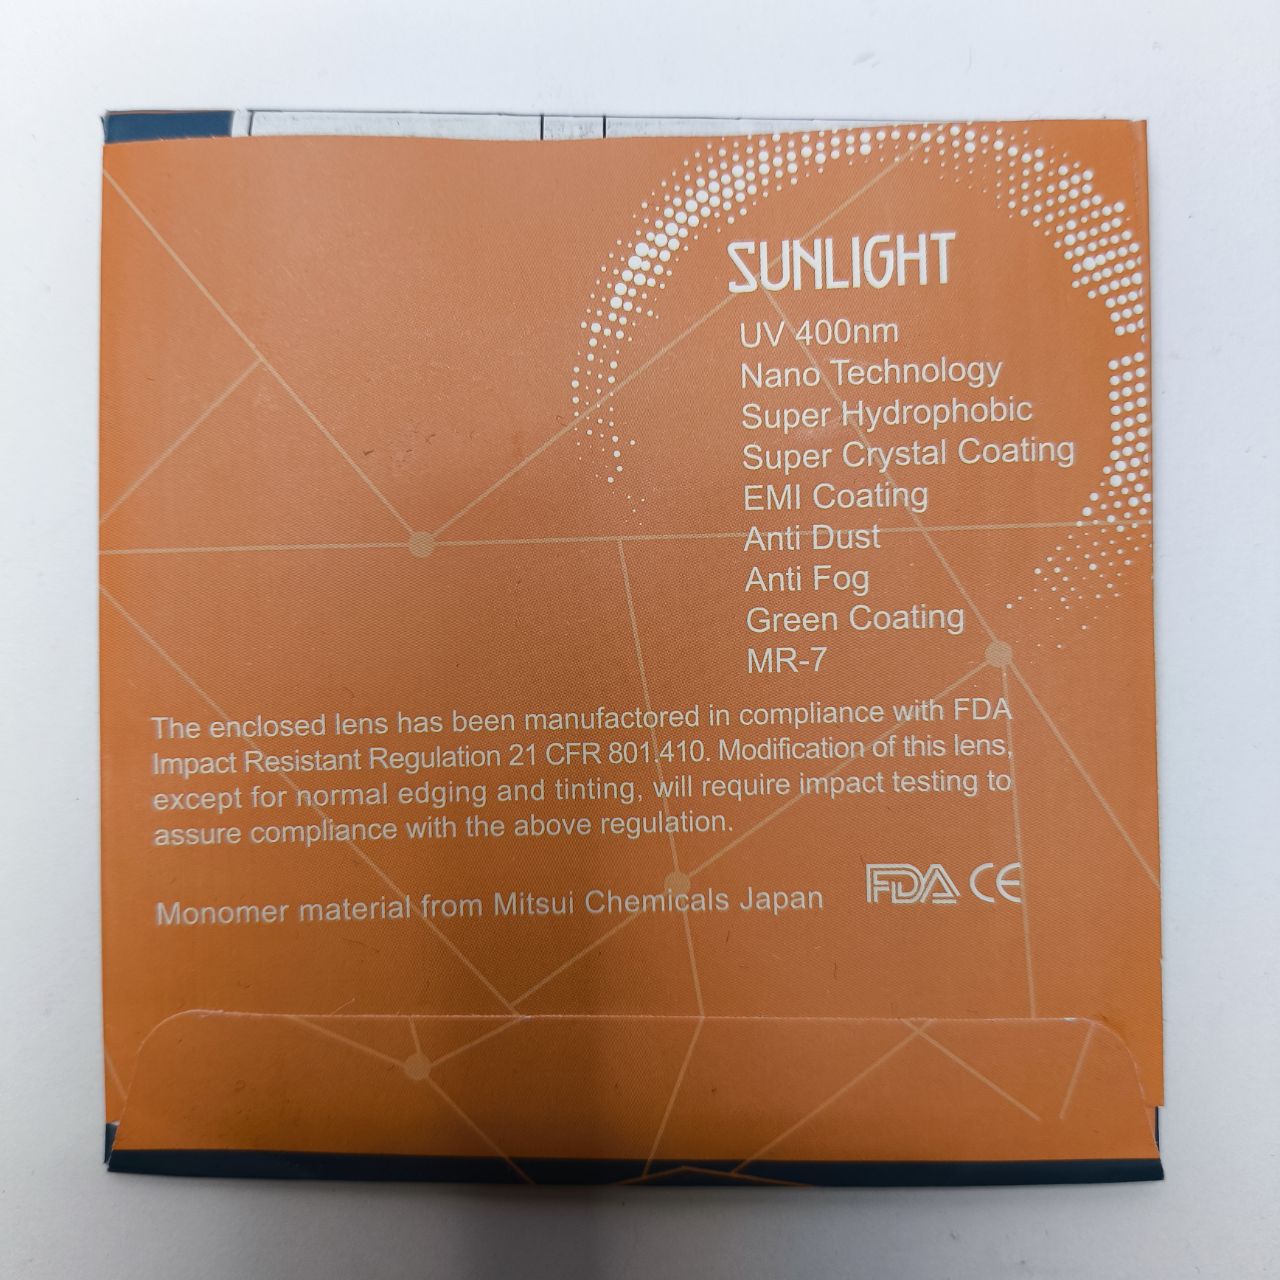 SUNLIGHT
UV 400nm
Nano Technology
Super Hydrophobic
Super Crystal Coating
EMI Coating
Anti Dust
Anti Fog
Green Coating
MR-7
The enclosed lens has been manufactored in compliance with FDA
Impact Resistant Regulation 21 CFR 801.410. Modification of this lens,
except for normal edging and tinting, will require impact testing to
assure compliance with the above regulation.
Monomer material from Mitsui Chemicals Japan FDA CE